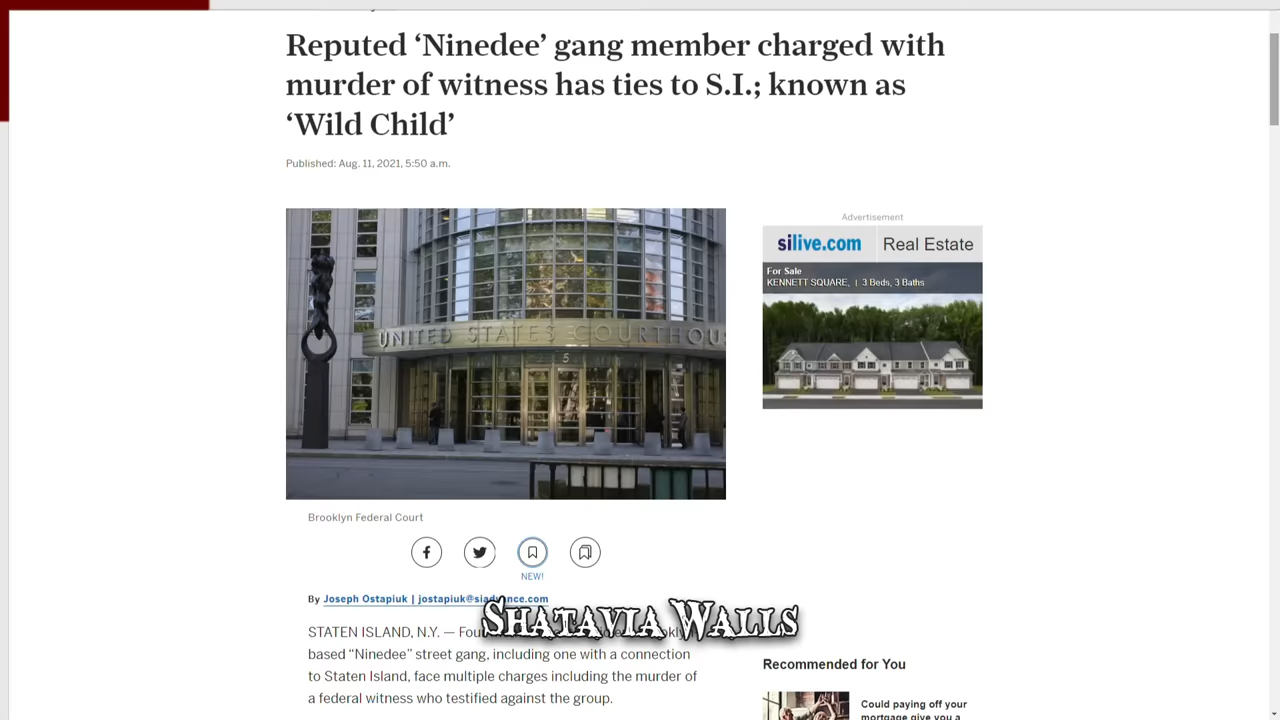 Reputed ‘Ninedee’ gang member charged with
murder of witness has ties to S.I.; known as
‘Wild Child’
Published: Aug. 11, 2021, 5:50 a.m.
Advertisement
silive.com Real Estate
For Sale
KENNETT SQUARE, | 3 Beds, 3 Baths
UNITED STATES COURTHOU
5
Brooklyn Federal Court
NEW!
By Joseph Ostapiuk | jostapiuk@siadvance.com
SHATAVIA WALLS
STATEN ISLAND, N.Y. —
based “Ninedee” street gang, including one with a connection
to Staten Island, face multiple charges including the murder of
a federal witness who testified against the group.
Recommended for You
Could paying off your
mortgage give you a